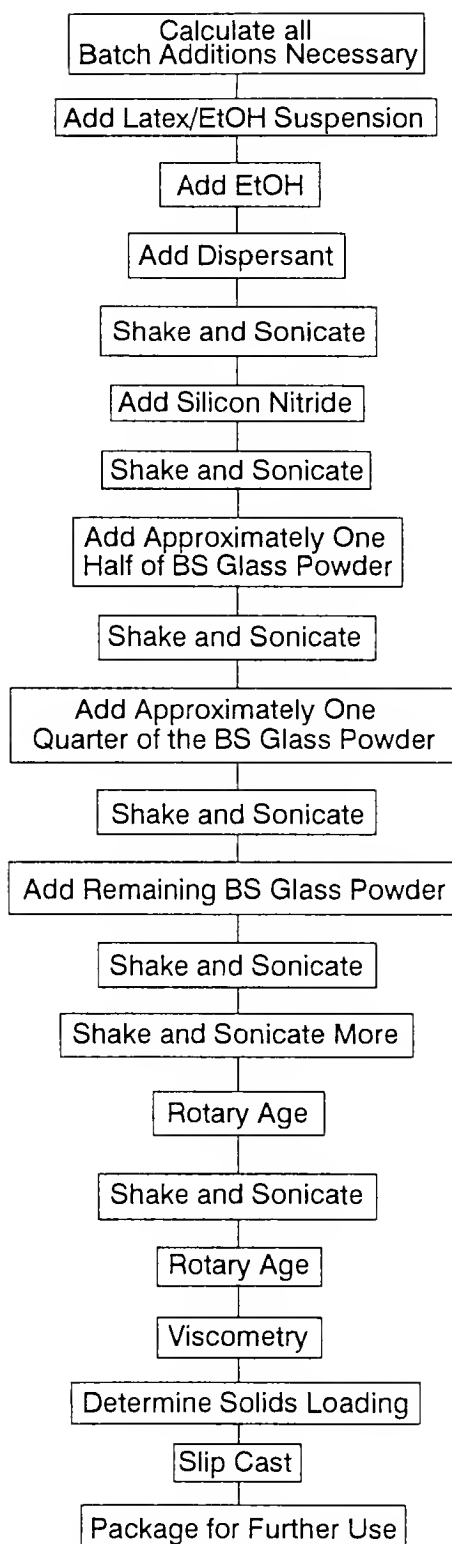 Calculate all
Batch Additions Necessary
Add Latex/EtOH Suspension
Add EtOH
Add Dispersant
Shake and Sonicate
Add Silicon Nitride
Shake and Sonicate
Add Approximately One
Half of BS Glass Powder
Shake and Sonicate
Add Approximately One
Quarter of the BS Glass Powder
Shake and Sonicate
Add Remaining BS Glass Powder
Shake and Sonicate
Shake and Sonicate More
Rotary Age
Shake and Sonicate
Rotary Age
Viscometry
Determine Solids Loading
Slip Cast
Package for Further Use